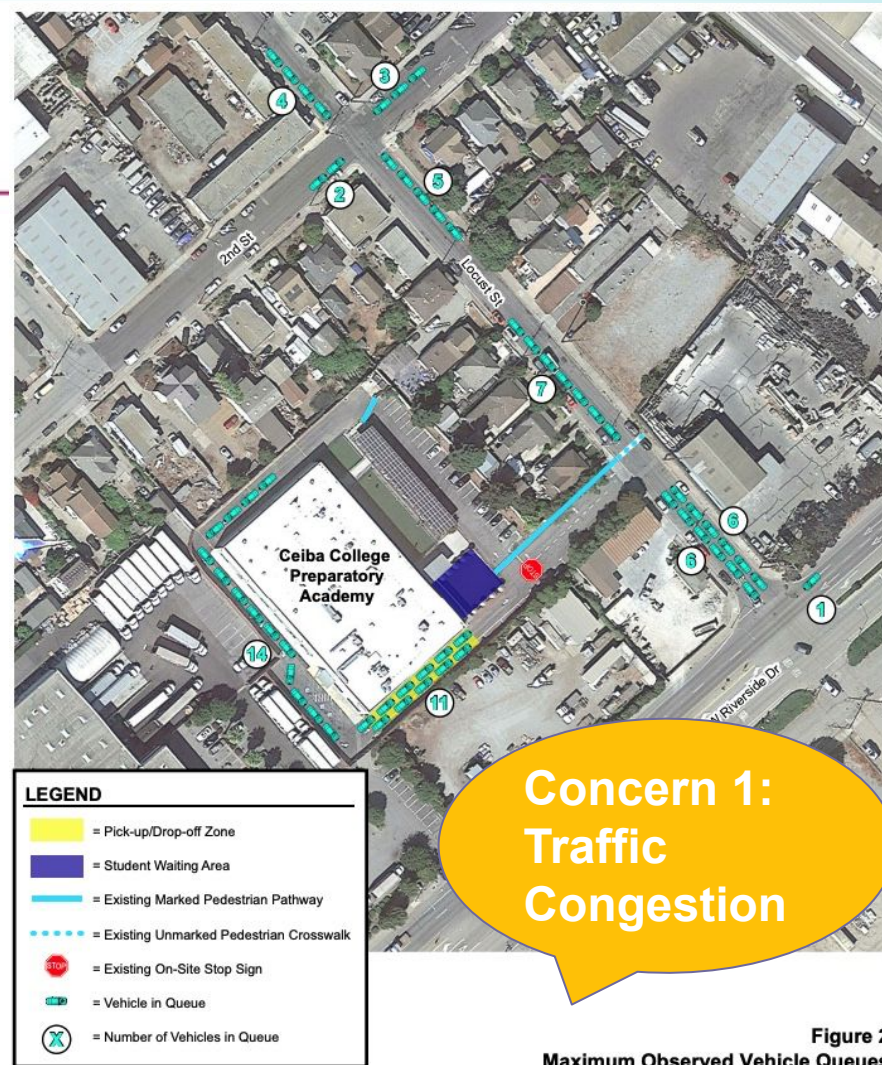 3
4
5
2
2nd St
Locust St
7
6
6
1
Ceiba College
Preparatory
Academy
STOP
14
11
W Riverside Dr
Concern 1:
Traffic
Congestion
LEGEND
= Pick-up/Drop-off Zone
= Student Waiting Area
= Existing Marked Pedestrian Pathway
= Existing Unmarked Pedestrian Crosswalk
STOP = Existing On-Site Stop Sign
= Vehicle in Queue
X = Number of Vehicles in Queue
Figure 2
Maximum Observed Vehicle Queues